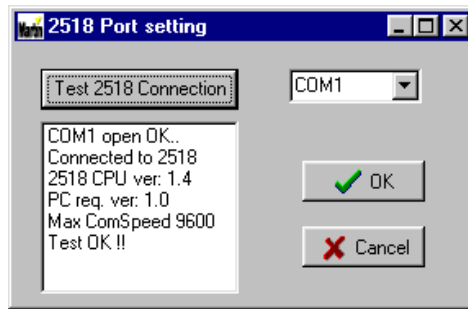 Martin 2518 Port setting
Test 2518 Connection
COM1
COM1 open OK..
Connected to 2518
2518 CPU ver: 1.4
PC req. ver: 1.0
Max ComSpeed 9600
Test OK !!
OK
Cancel